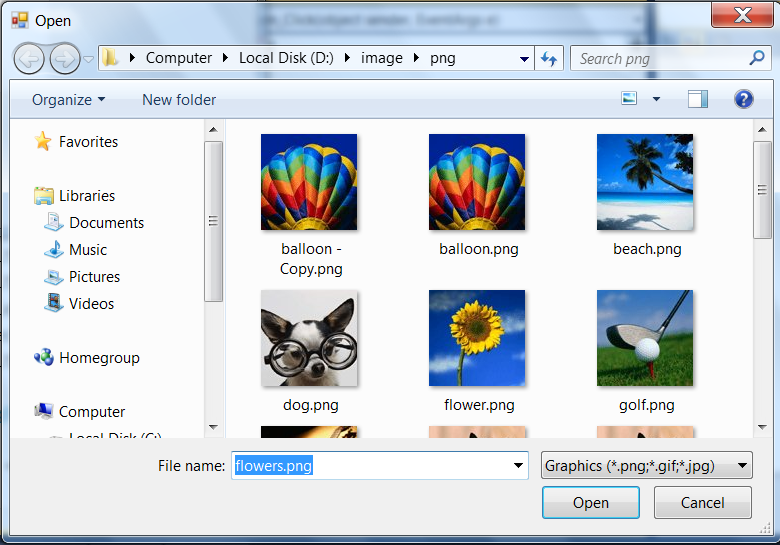 Open
Computer Local Disk (D:) image png
Search png
Organize New folder
Favorites
Libraries
Documents
Music
Pictures
Videos
Homegroup
Computer
Local Disk (C:)
balloon -
Copy.png
balloon.png
beach.png
dog.png
flower.png
golf.png
File name: flowers.png
Graphics (*.png;*.gif;*.jpg)
Open Cancel